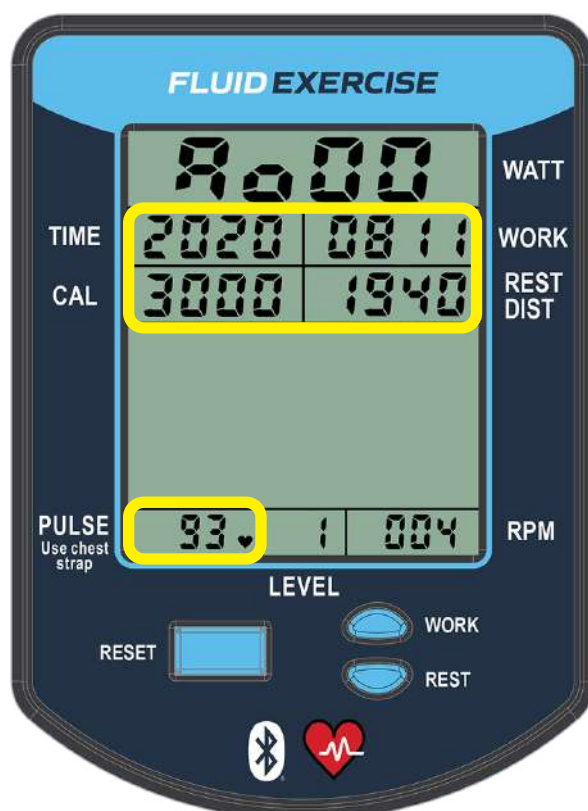 FLUID EXERCISE
Ao00 WATT
TIME 2020 0811 WORK
CAL 3000 1940 REST
DIST
PULSE 93 1 004 RPM
Use chest
strap
LEVEL
WORK
RESET
REST